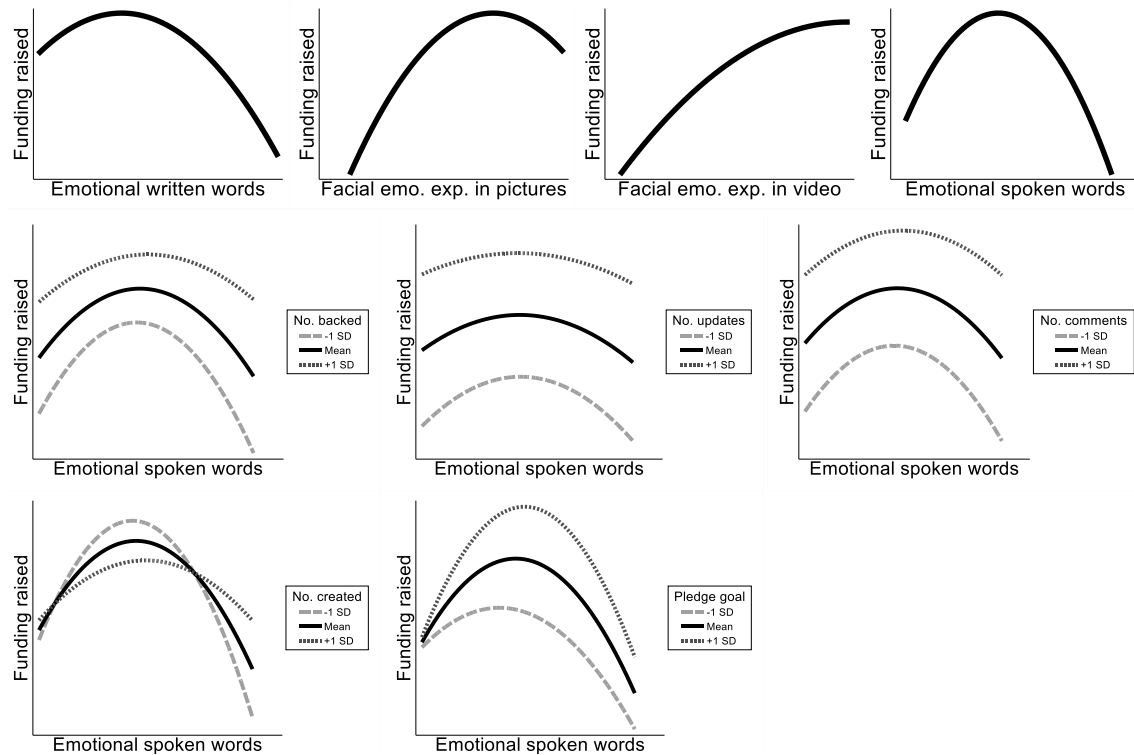 Funding raised
Emotional written words
Funding raised
Facial emo. exp. in pictures
Funding raised
Facial emo. exp. in video
Funding raised
Emotional spoken words
Funding raised
Emotional spoken words
No. backed
-1 SD
Mean
+1 SD
Funding raised
Emotional spoken words
No. updates
-1 SD
Mean
+1 SD
Funding raised
Emotional spoken words
No. comments
-1 SD
Mean
+1 SD
Funding raised
Emotional spoken words
No. created
-1 SD
Mean
+1 SD
Funding raised
Emotional spoken words
Pledge goal
-1 SD
Mean
+1 SD